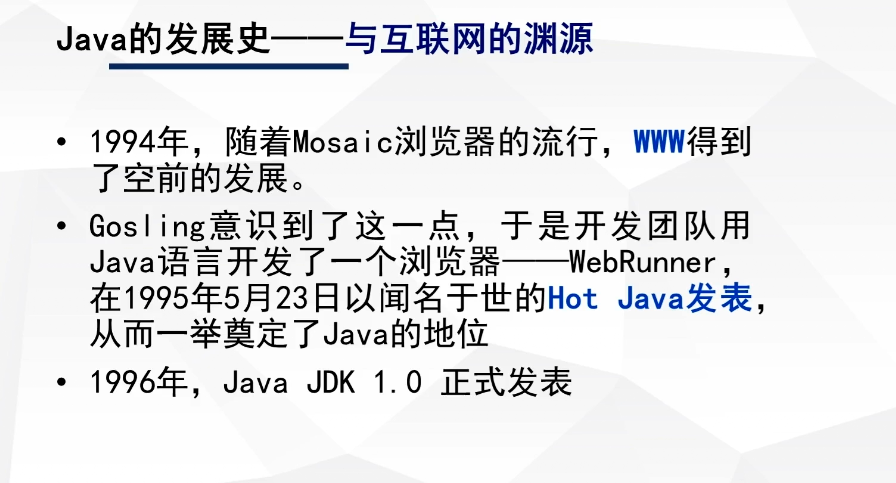 Java的发展史——与互联网的渊源
• 1994年，随着Mosaic浏览器的流行，WWW得到
了空前的发展。
• Gosling意识到了这一点，于是开发团队用
Java语言开发了一个浏览器——WebRunner，
在1995年5月23日以闻名于世的Hot Java发表，
从而一举奠定了Java的地位
• 1996年，Java JDK 1.0 正式发表